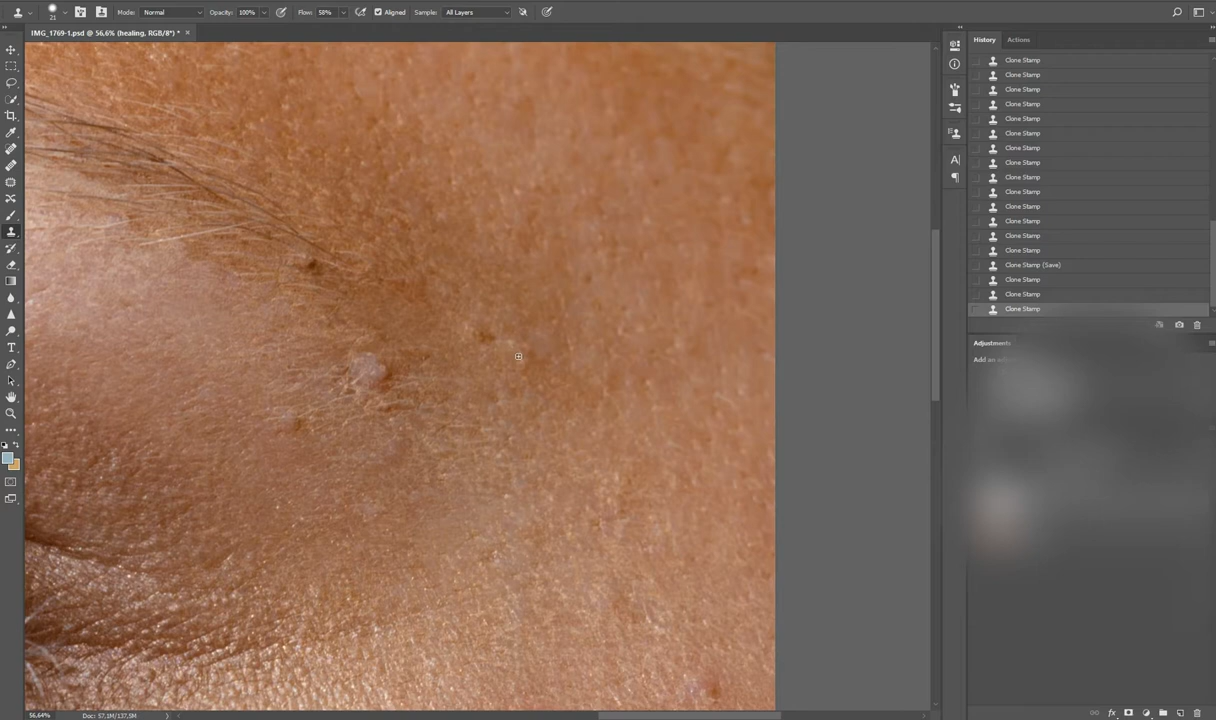 21 Mode: Normal Opacity: 100% Flow: 58% Aligned Sample: All Layers
IMG_1769-1.psd @ 56,6% (healing, RGB/8*) * ×
History Actions
Clone Stamp
Clone Stamp
Clone Stamp
Clone Stamp
Clone Stamp
Clone Stamp
Clone Stamp
Clone Stamp
Clone Stamp
Clone Stamp
Clone Stamp
Clone Stamp
Clone Stamp
Clone Stamp
Clone Stamp (Save)
Clone Stamp
Clone Stamp
Clone Stamp
Adjustments
Add an
56,64% Doc: 57,1M/137,5M